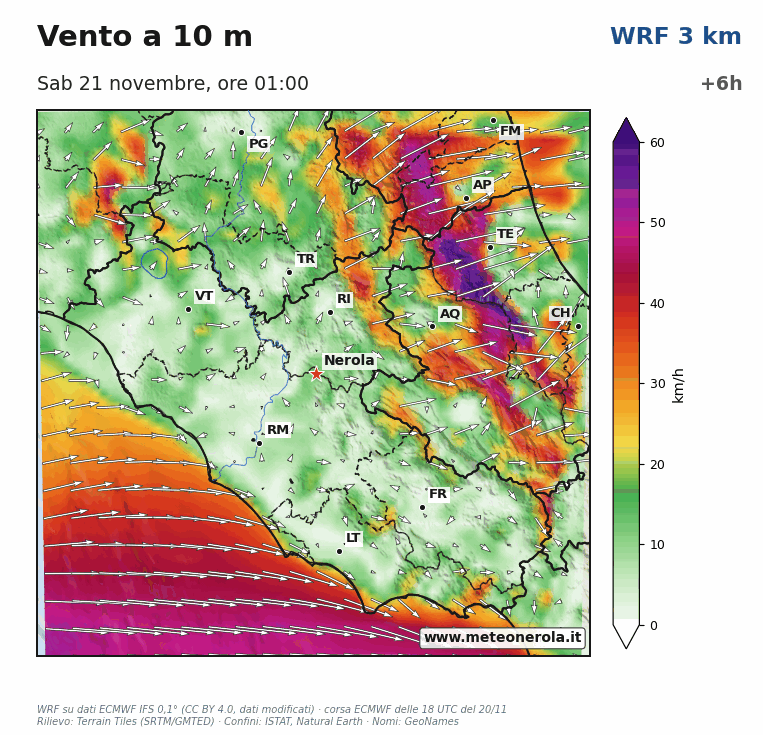 Vento a 10 m
WRF 3 km
Sab 21 novembre, ore 01:00
+6h
FM
PG
AP
TE
TR
VT
RI
AQ
CH
Nerola
RM
FR
LT
www.meteonerola.it
60
50
40
30
20
10
0
km/h
WRF su dati ECMWF IFS 0,1° (CC BY 4.0, dati modificati) · corsa ECMWF delle 18 UTC del 20/11
Rilievo: Terrain Tiles (SRTM/GMTED) · Confini: ISTAT, Natural Earth · Nomi: GeoNames